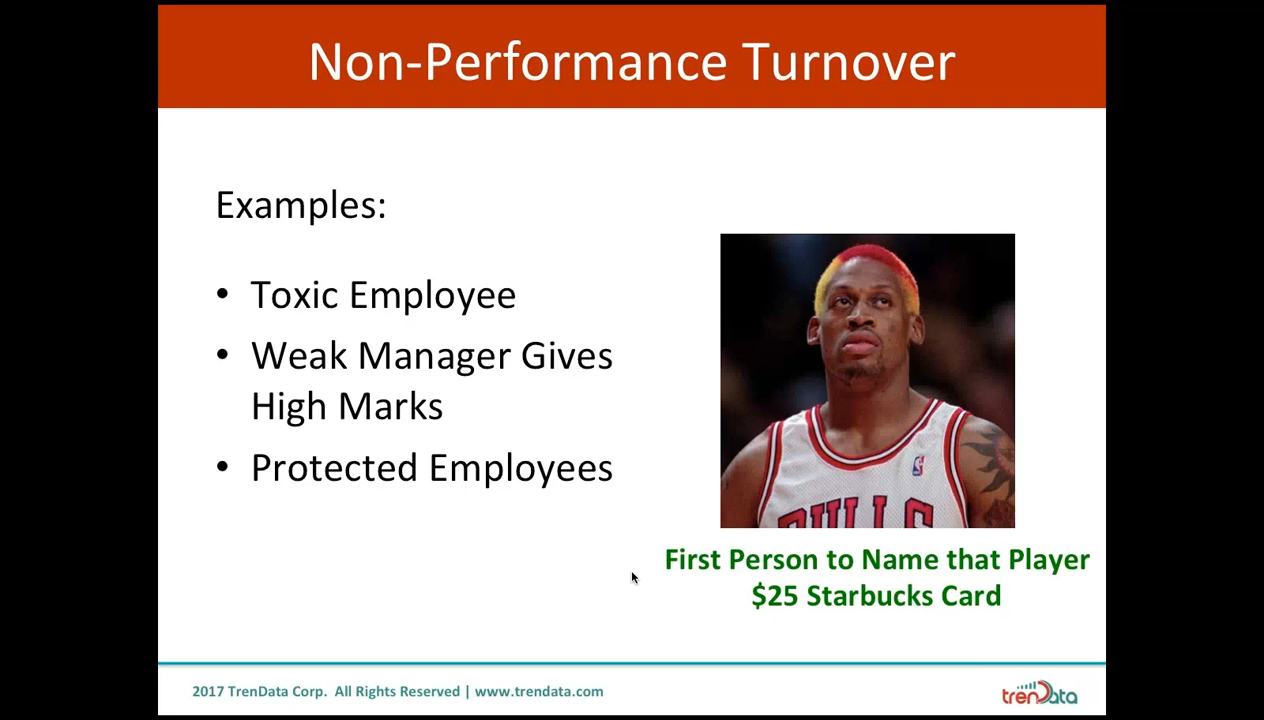 Non-Performance Turnover
Examples:
• Toxic Employee
• Weak Manager Gives
High Marks
• Protected Employees
BULLS
First Person to Name that Player
$25 Starbucks Card
2017 TrenData Corp. All Rights Reserved | www.trendata.com
trenData